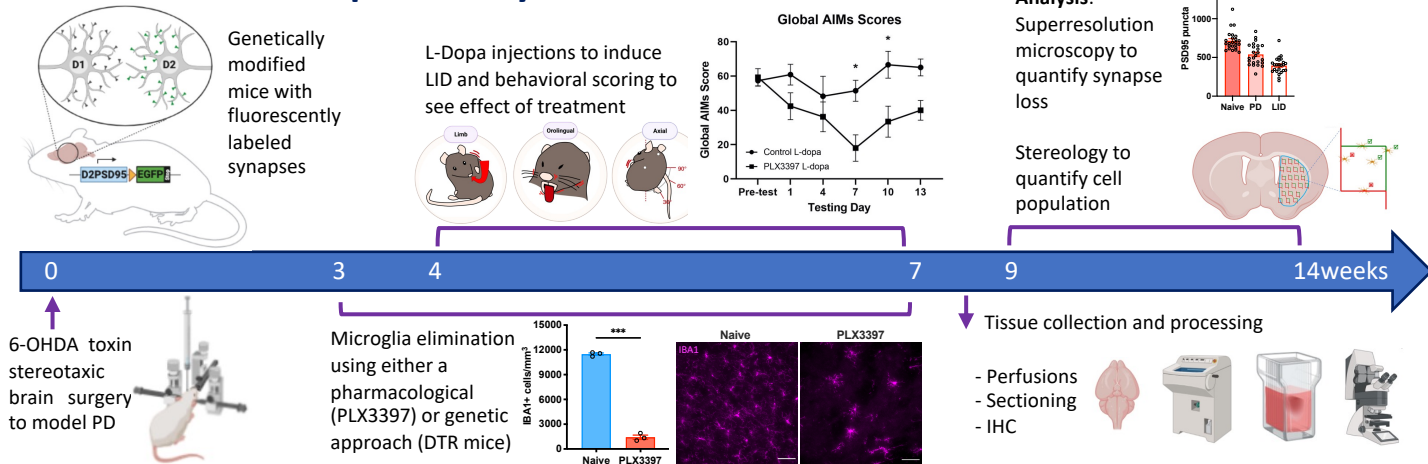 D1
D2
D2PSD95
EGFP
Genetically
modified
mice with
fluorescently
labeled
synapses
L-Dopa injections to induce
LID and behavioral scoring to
see effect of treatment
Limb
Orolingual
Axial
90°
60°
30
Global AIMs Scores
Global AIMs Score
80
60
40
20
0
*
*
Control L-dopa
PLX3397 L-dopa
Pre-test 1 4 7 10 13
Testing Day
Analysis:
Superresolution
microscopy to
quantify synapse
loss
PSD95 puncta
1000
500
0
Naive PD LID
Stereology to
quantify cell
population
0 3 4 7 9 14weeks
6-OHDA toxin
stereotaxic
brain surgery
to model PD
Microglia elimination
using either a
pharmacological
(PLX3397) or genetic
approach (DTR mice)
IBA1+ cells/mm³
15000
12000
9000
6000
3000
0
***
Naive PLX3397
Naive
IBA1
PLX3397
Tissue collection and processing
- Perfusions
- Sectioning
- IHC